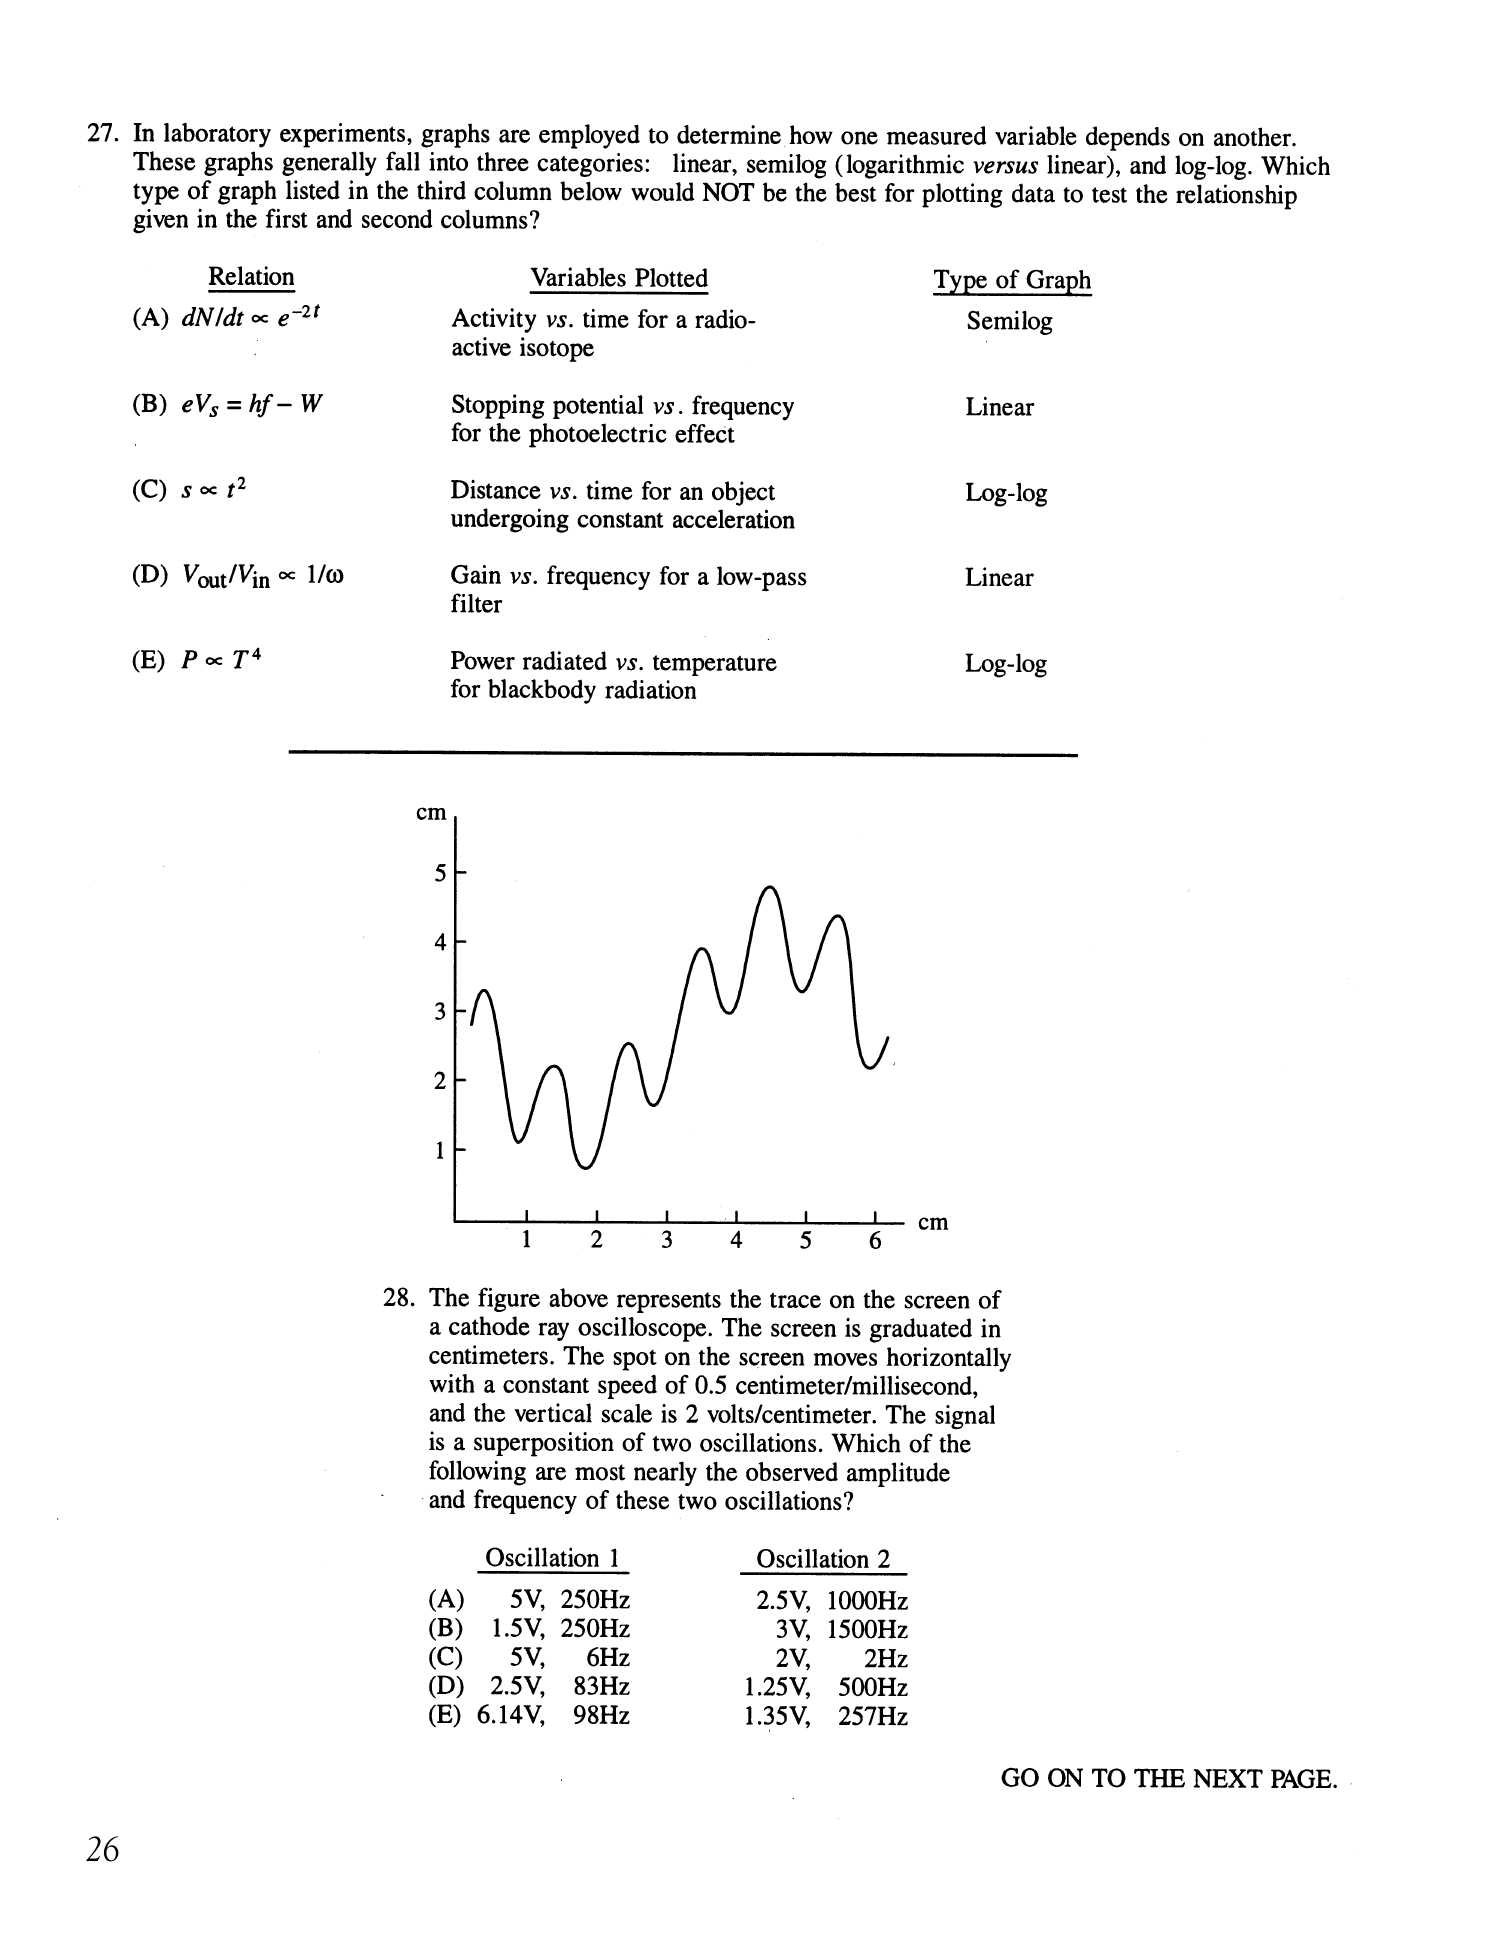 27. In laboratory experiments, graphs are employed to determine how one measured variable depends on another.
These graphs generally fall into three categories: linear, semilog (logarithmic versus linear), and log-log. Which
type of graph listed in the third column below would NOT be the best for plotting data to test the relationship
given in the first and second columns?
Relation Variables Plotted Type of Graph
(A) dN/dt ∝ e⁻²ᵗ Activity vs. time for a radio- Semilog
active isotope
(B) eVₛ = hf – W Stopping potential vs. frequency Linear
for the photoelectric effect
(C) s ∝ t² Distance vs. time for an object Log-log
undergoing constant acceleration
(D) Vout/Vin ∝ 1/ω Gain vs. frequency for a low-pass Linear
filter
(E) P ∝ T⁴ Power radiated vs. temperature Log-log
for blackbody radiation
cm
5
4
3
2
1
1 2 3 4 5 6 cm
28. The figure above represents the trace on the screen of
a cathode ray oscilloscope. The screen is graduated in
centimeters. The spot on the screen moves horizontally
with a constant speed of 0.5 centimeter/millisecond,
and the vertical scale is 2 volts/centimeter. The signal
is a superposition of two oscillations. Which of the
following are most nearly the observed amplitude
and frequency of these two oscillations?
Oscillation 1 Oscillation 2
(A) 5V, 250Hz 2.5V, 1000Hz
(B) 1.5V, 250Hz 3V, 1500Hz
(C) 5V, 6Hz 2V, 2Hz
(D) 2.5V, 83Hz 1.25V, 500Hz
(E) 6.14V, 98Hz 1.35V, 257Hz
GO ON TO THE NEXT PAGE.
26